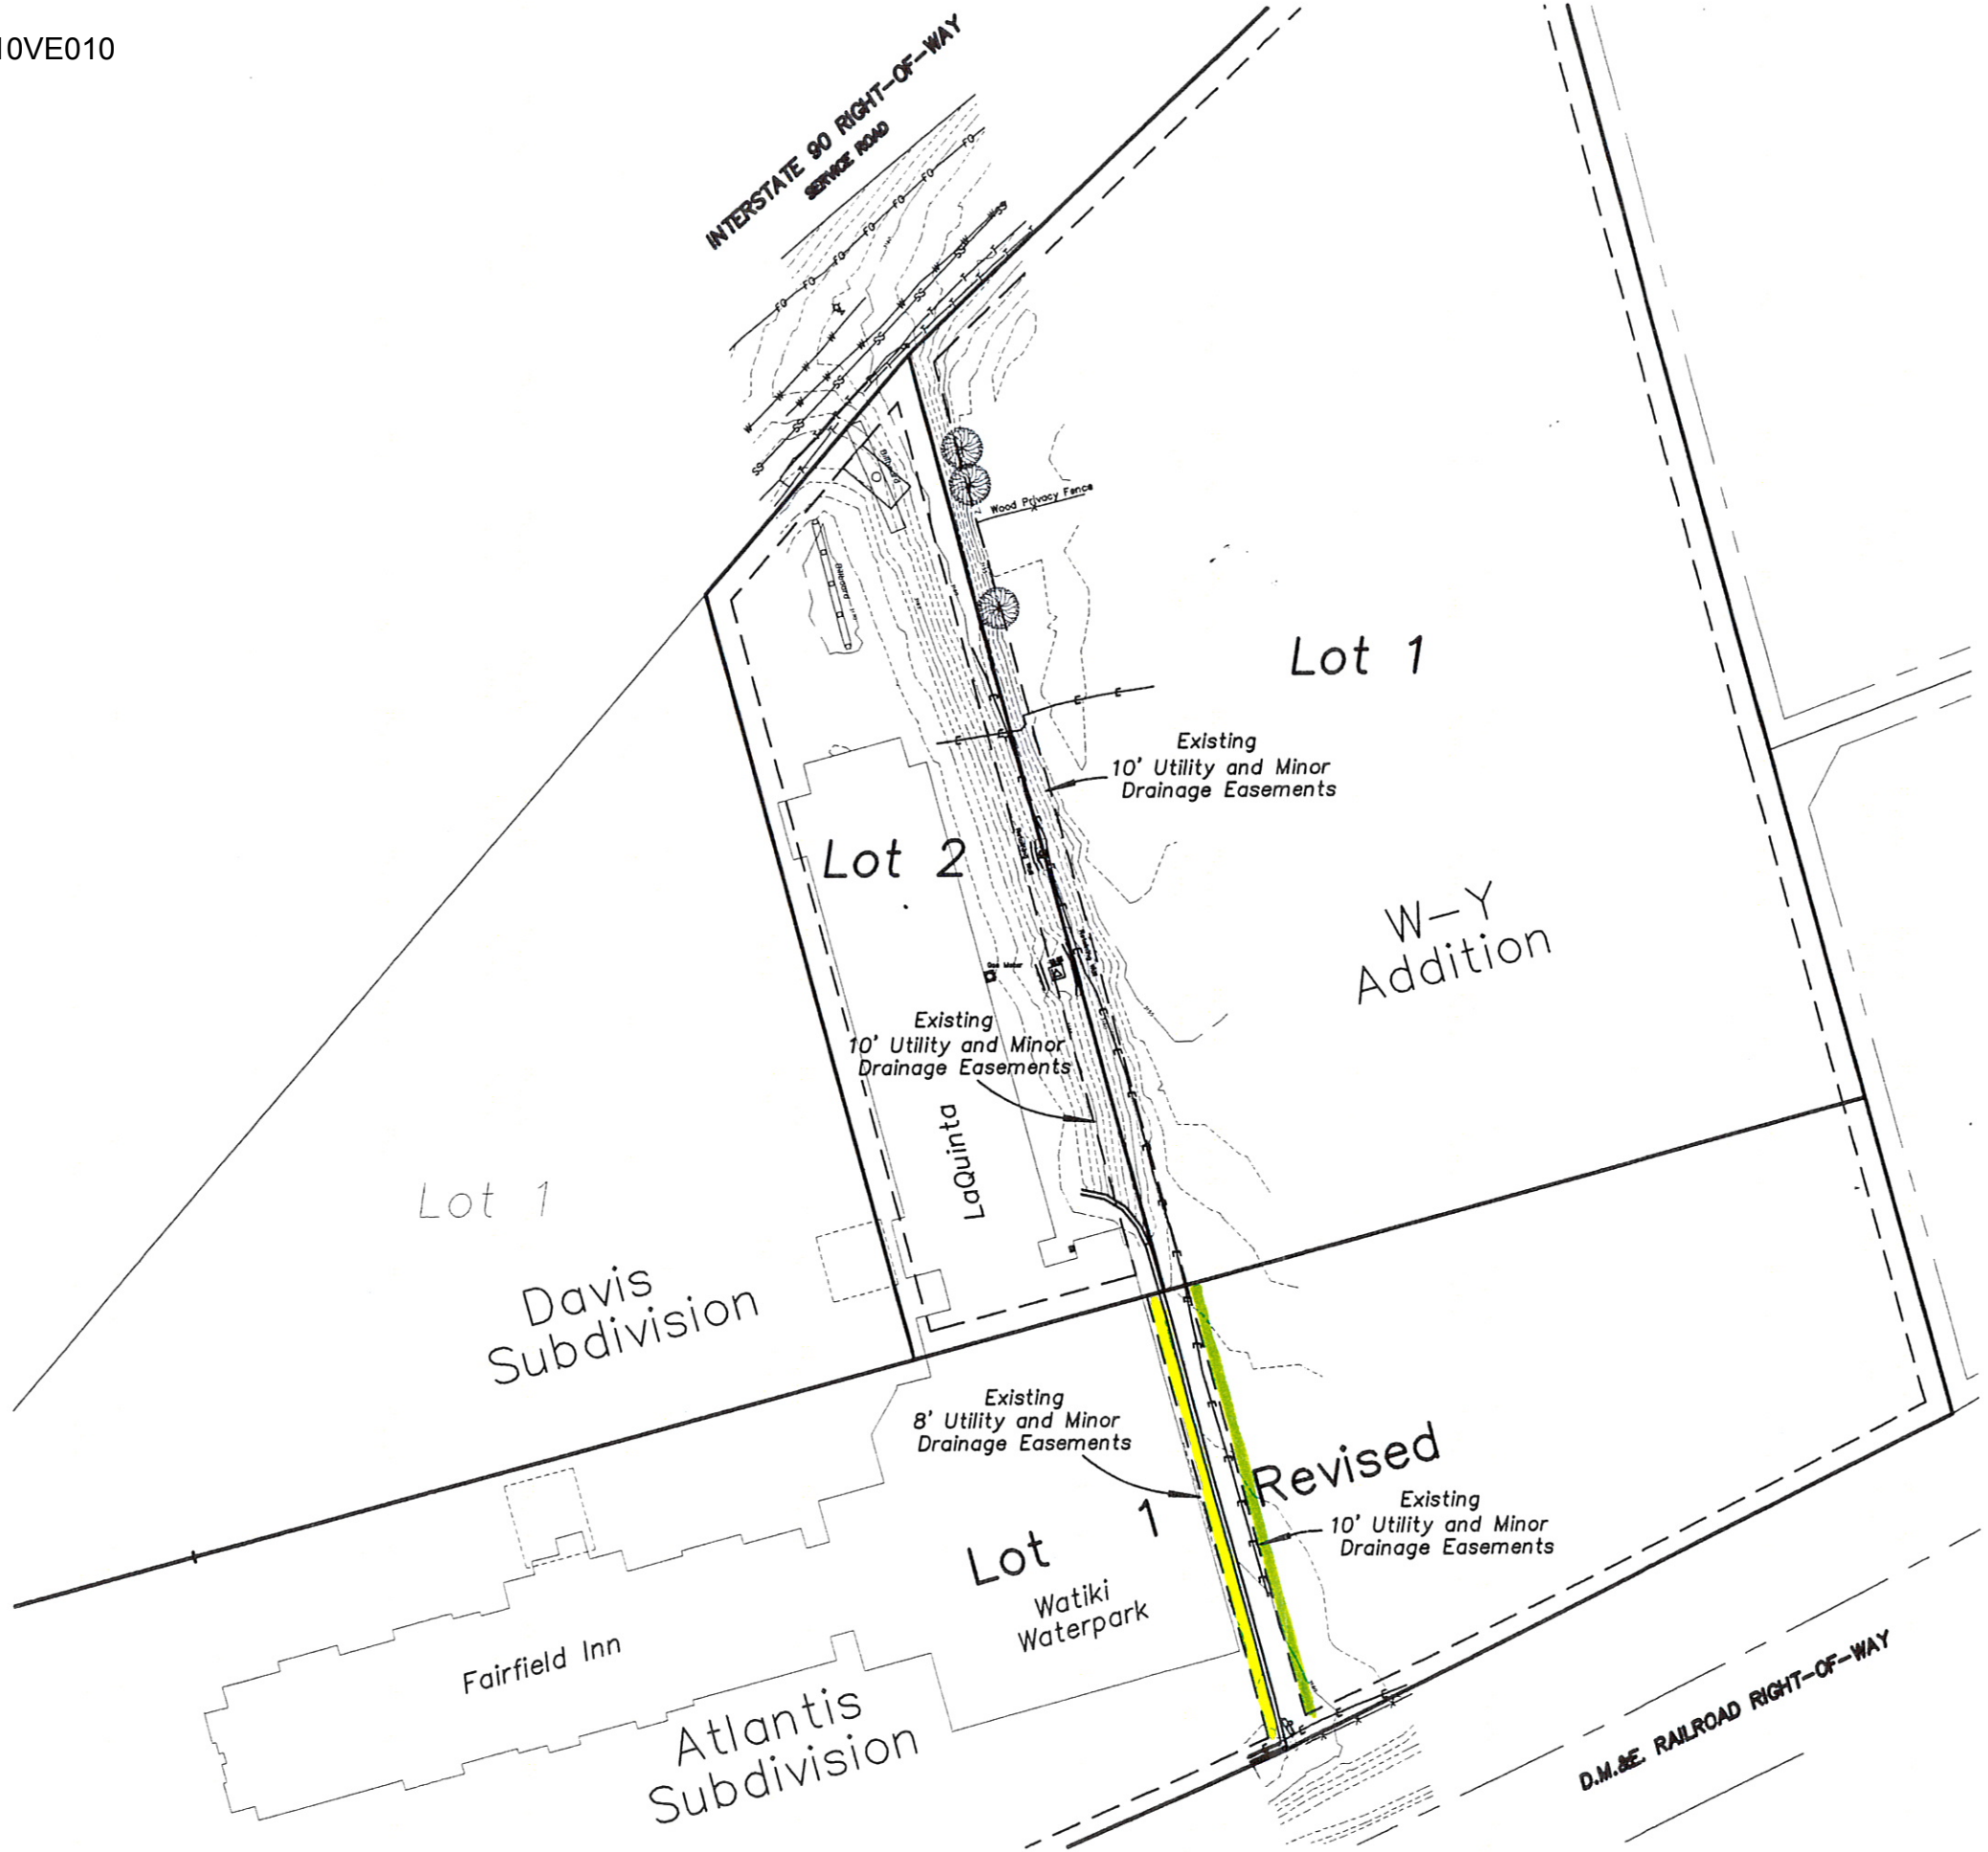 10VE010
INTERSTATE 90 RIGHT-OF-WAY
SERVICE ROAD
Wood Privacy Fence
Lot 1
Existing
10' Utility and Minor
Drainage Easements
Lot 2
W-Y
Addition
Gas Meter
Existing
10' Utility and Minor
Drainage Easements
LaQuinta
Lot 1
Davis
Subdivision
Existing
8' Utility and Minor
Drainage Easements
Revised
Lot 1
Existing
10' Utility and Minor
Drainage Easements
Watiki
Waterpark
Fairfield Inn
Atlantis
Subdivision
D.M.&E. RAILROAD RIGHT-OF-WAY